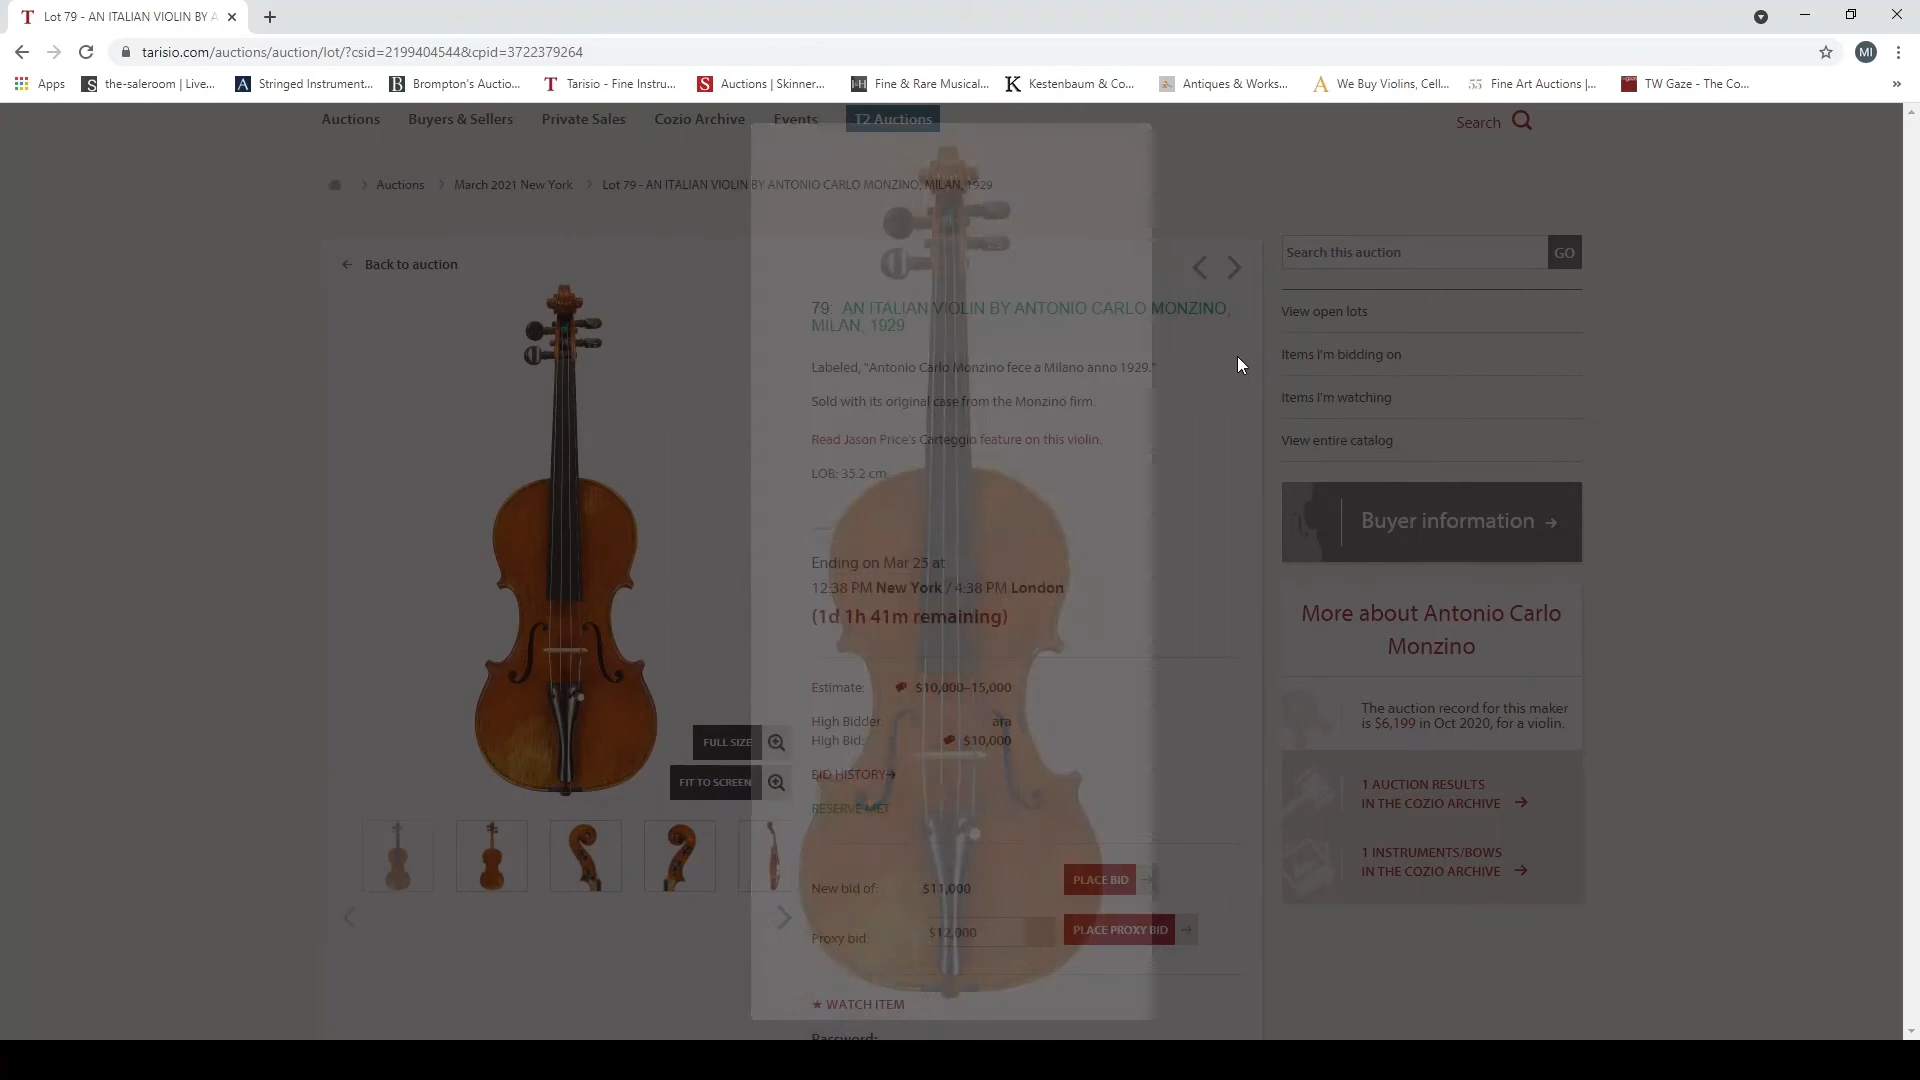 Lot 79 - AN ITALIAN VIOLIN BY A
tarisio.com/auctions/auction/lot/?csid=2199404544&cpid=3722379264
MI
Apps
the-saleroom | Live...
Stringed Instrument...
Brompton's Auctio...
Tarisio - Fine Instru...
Auctions | Skinner...
Fine & Rare Musical...
Kestenbaum & Co...
Antiques & Works...
We Buy Violins, Cell...
Fine Art Auctions |...
TW Gaze - The Co...
»
Auctions
Buyers & Sellers
Private Sales
Cozio Archive
Events
T2 Auctions
Search
Auctions
March 2021 New York
Lot 79 - AN ITALIAN VIOLIN BY ANTONIO CARLO MONZINO, MILAN, 1929
Back to auction
79: AN ITALIAN VIOLIN BY ANTONIO CARLO MONZINO,
MILAN, 1929
Labeled, "Antonio Carlo Monzino fece a Milano anno 1929."
Sold with its original case from the Monzino firm.
Read Jason Price's Carteggio feature on this violin.
LOB: 35.2 cm
Ending on Mar 25 at
12:38 PM New York / 4:38 PM London
(1d 1h 41m remaining)
Estimate: $10,000–15,000
High Bidder: ara
High Bid: $10,000
BID HISTORY
RESERVE MET
New bid of: $11,000
PLACE BID
Proxy bid: $12,000
PLACE PROXY BID
★ WATCH ITEM
Password:
FULL SIZE
FIT TO SCREEN
Search this auction
GO
View open lots
Items I'm bidding on
Items I'm watching
View entire catalog
Buyer information →
More about Antonio Carlo
Monzino
The auction record for this maker
is $6,199 in Oct 2020, for a violin.
1 AUCTION RESULTS
IN THE COZIO ARCHIVE
1 INSTRUMENTS/BOWS
IN THE COZIO ARCHIVE